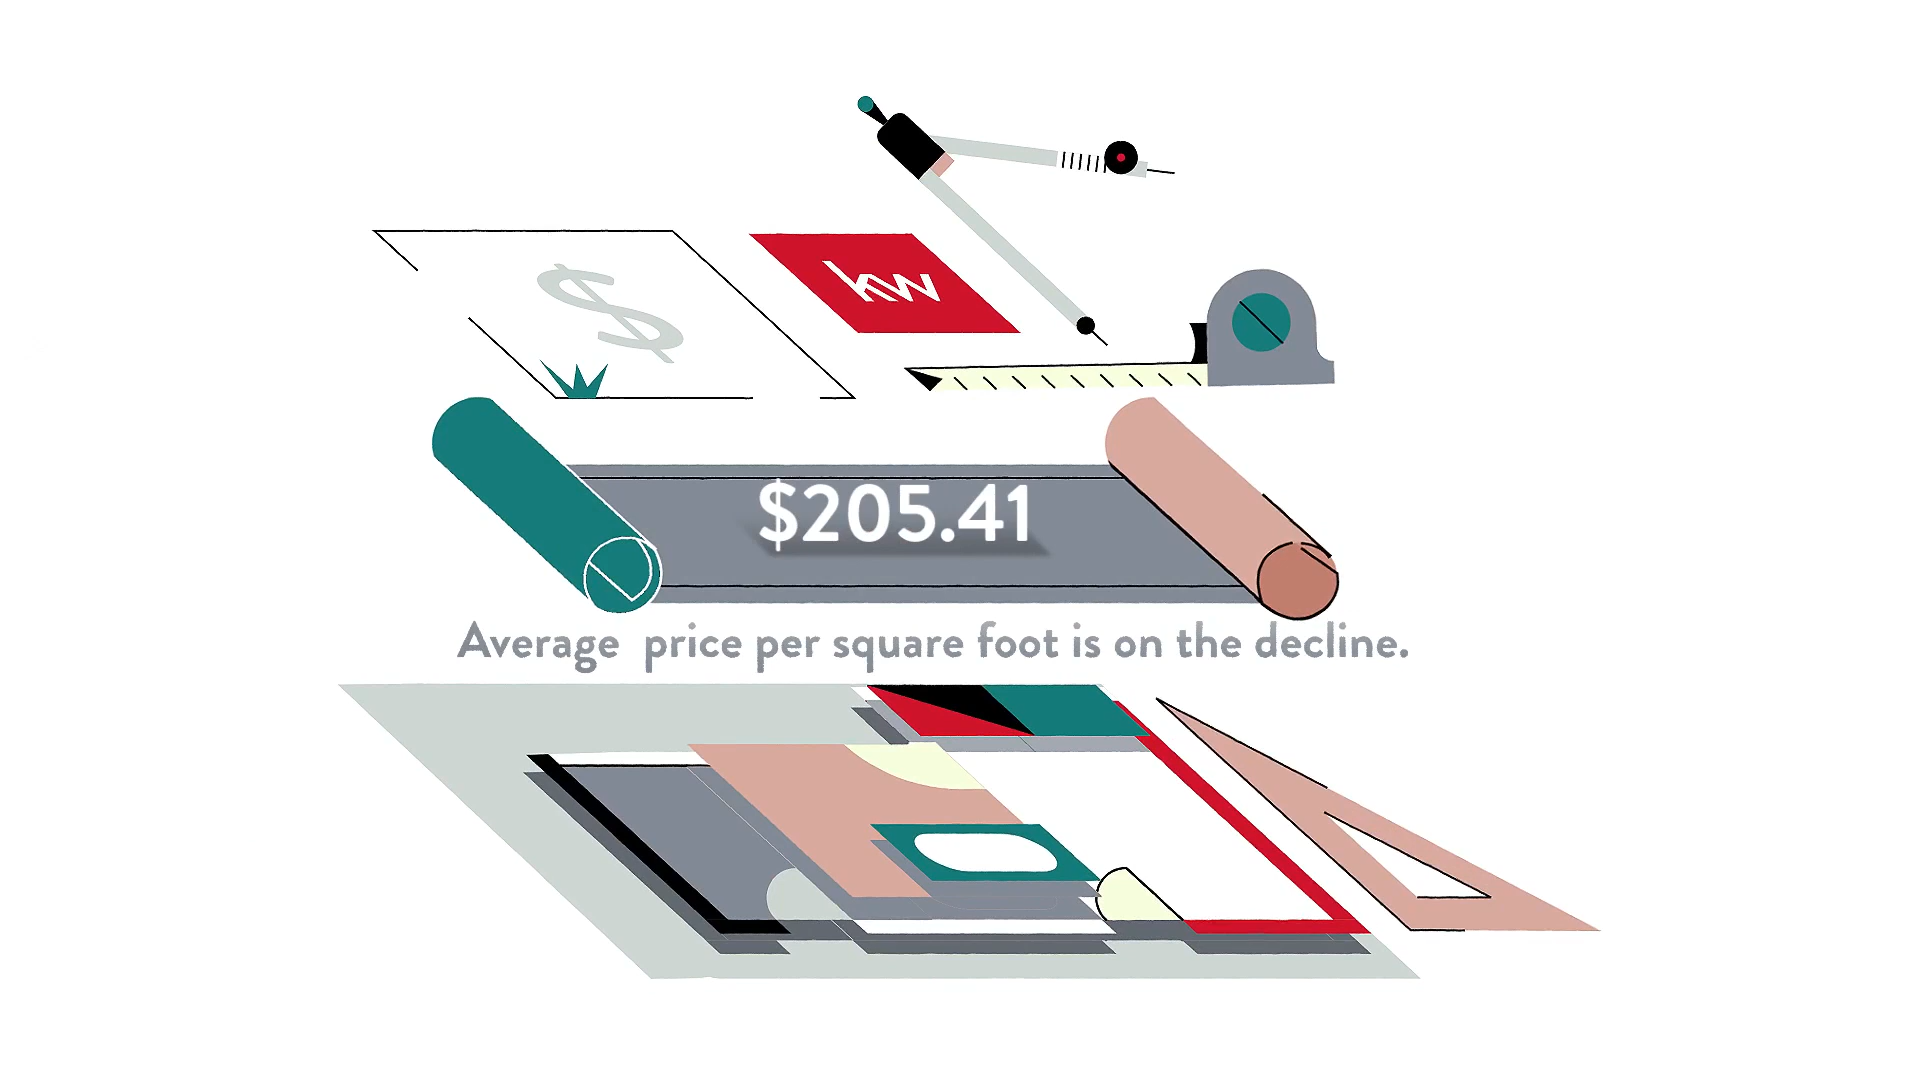 $
kw
$205.41
Average price per square foot is on the decline.